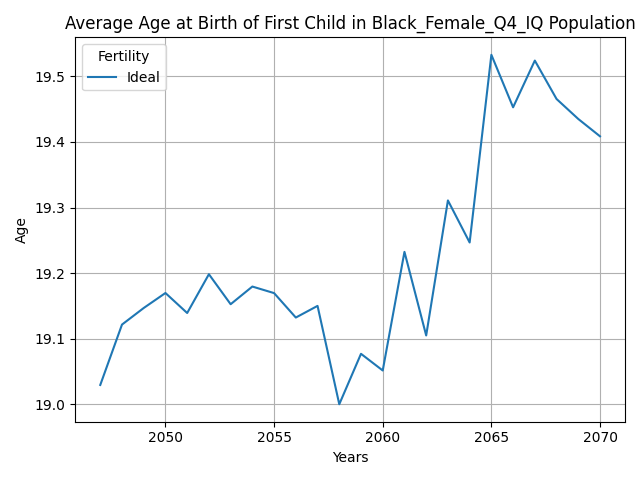 Average Age at Birth of First Child in Black_Female_Q4_IQ Population
Fertility
Ideal
19.5
19.4
19.3
19.2
19.1
19.0
Age
2050 2055 2060 2065 2070
Years